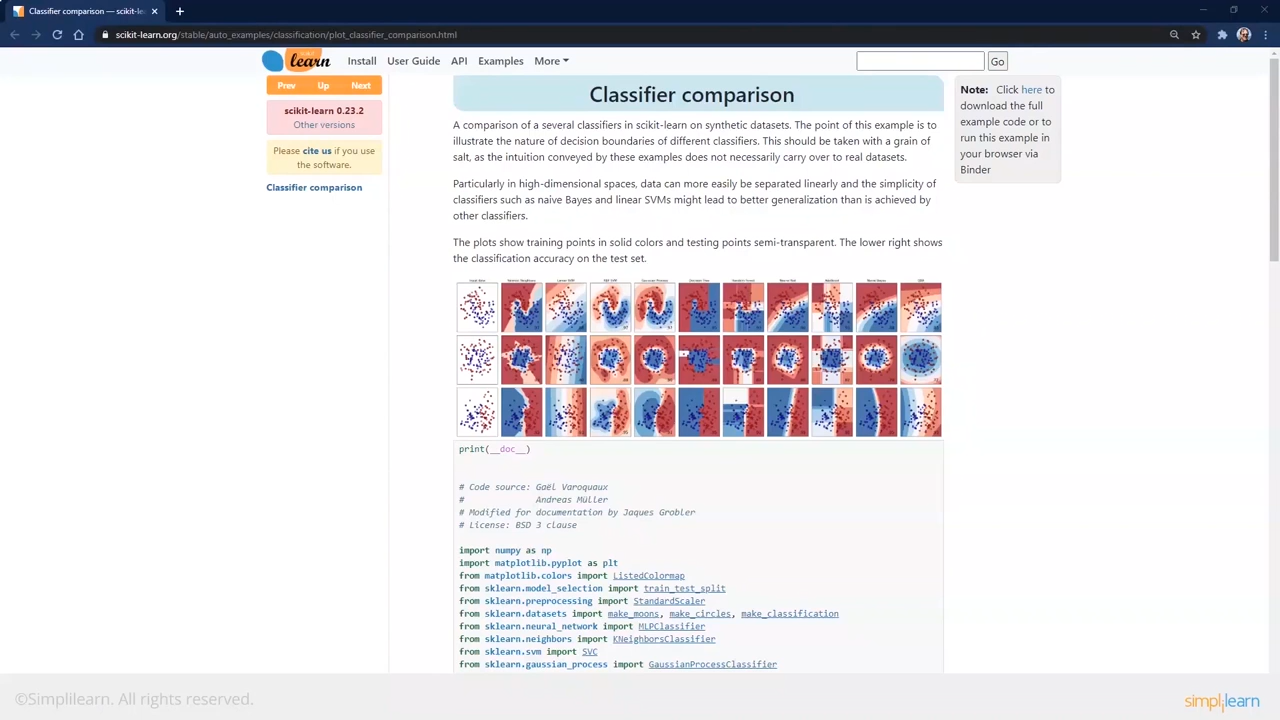 Classifier comparison — scikit-le
scikit-learn.org/stable/auto_examples/classification/plot_classifier_comparison.html
learn Install User Guide API Examples More Go
Prev Up Next
scikit-learn 0.23.2
Other versions
Please cite us if you use
the software.
Classifier comparison
Classifier comparison
A comparison of a several classifiers in scikit-learn on synthetic datasets. The point of this example is to
illustrate the nature of decision boundaries of different classifiers. This should be taken with a grain of
salt, as the intuition conveyed by these examples does not necessarily carry over to real datasets.
Particularly in high-dimensional spaces, data can more easily be separated linearly and the simplicity of
classifiers such as naive Bayes and linear SVMs might lead to better generalization than is achieved by
other classifiers.
The plots show training points in solid colors and testing points semi-transparent. The lower right shows
the classification accuracy on the test set.
print(__doc__)
# Code source: Gaël Varoquaux
# Andreas Müller
# Modified for documentation by Jaques Grobler
# License: BSD 3 clause
import numpy as np
import matplotlib.pyplot as plt
from matplotlib.colors import ListedColormap
from sklearn.model_selection import train_test_split
from sklearn.preprocessing import StandardScaler
from sklearn.datasets import make_moons, make_circles, make_classification
from sklearn.neural_network import MLPClassifier
from sklearn.neighbors import KNeighborsClassifier
from sklearn.svm import SVC
from sklearn.gaussian_process import GaussianProcessClassifier
Note: Click here to
download the full
example code or to
run this example in
your browser via
Binder
©Simplilearn. All rights reserved.
simplilearn